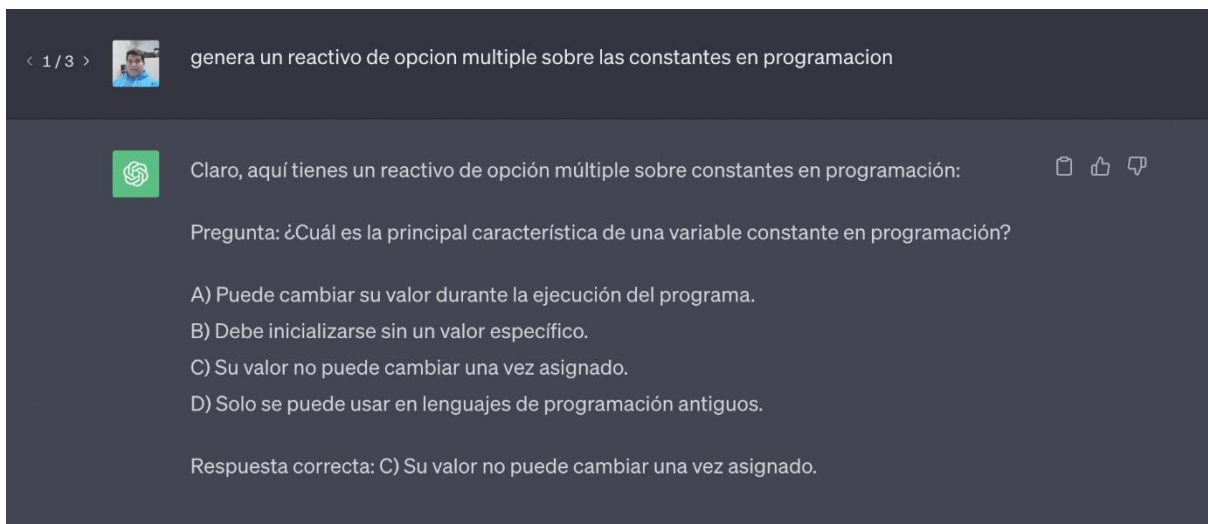 < 1/3 >
genera un reactivo de opcion multiple sobre las constantes en programacion
Claro, aquí tienes un reactivo de opción múltiple sobre constantes en programación:
Pregunta: ¿Cuál es la principal característica de una variable constante en programación?
A) Puede cambiar su valor durante la ejecución del programa.
B) Debe inicializarse sin un valor específico.
C) Su valor no puede cambiar una vez asignado.
D) Solo se puede usar en lenguajes de programación antiguos.
Respuesta correcta: C) Su valor no puede cambiar una vez asignado.